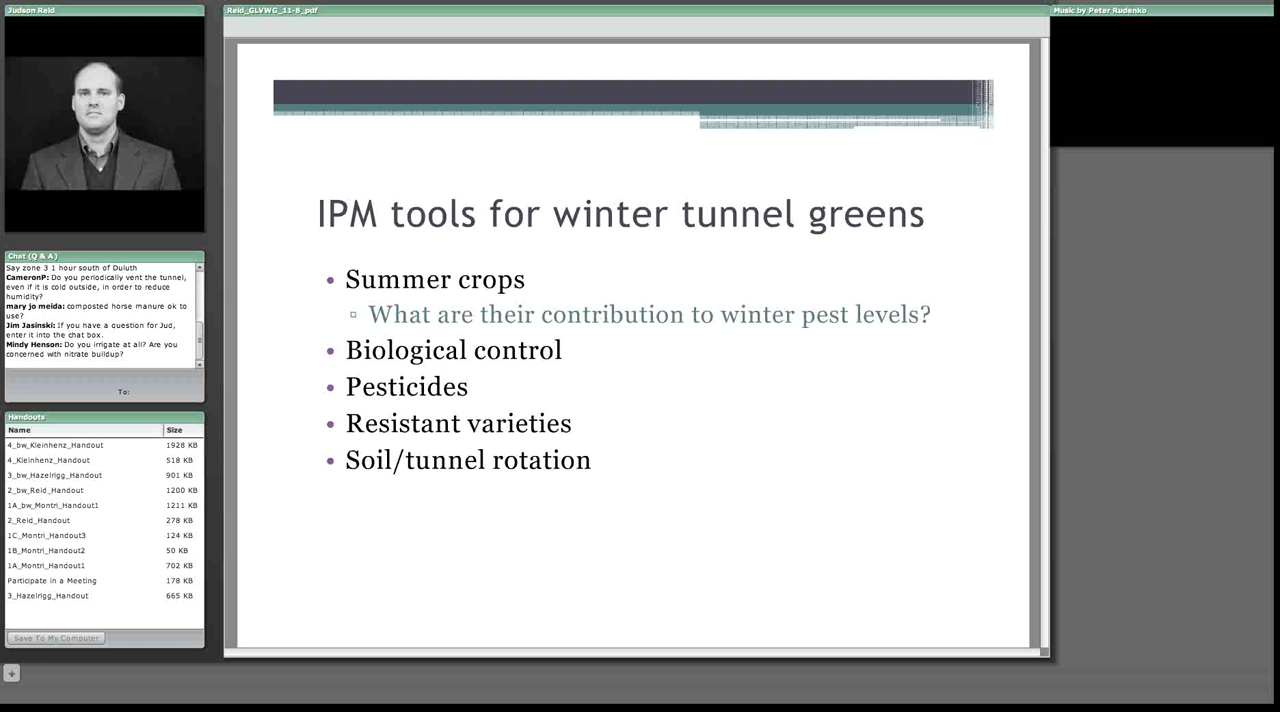 Judson Reid
Reid_GLVWG_11-8_pdf
Music by Peter Rudenko
IPM tools for winter tunnel greens
Summer crops
What are their contribution to winter pest levels?
Biological control
Pesticides
Resistant varieties
Soil/tunnel rotation
Chat (Q & A)
Say zone 3 1 hour south of Duluth
CameronP: Do you periodically vent the tunnel,
even if it is cold outside, in order to reduce
humidity?
mary jo meida: composted horse manure ok to
use?
Jim Jasinski: If you have a question for Jud,
enter it into the chat box.
Mindy Henson: Do you irrigate at all? Are you
concerned with nitrate buildup?
To:
Handouts
Name Size
4_bw_Kleinhenz_Handout 1928 KB
4_Kleinhenz_Handout 518 KB
3_bw_Hazelrigg_Handout 901 KB
2_bw_Reid_Handout 1200 KB
1A_bw_Montri_Handout1 1211 KB
2_Reid_Handout 278 KB
1C_Montri_Handout3 124 KB
1B_Montri_Handout2 50 KB
1A_Montri_Handout1 702 KB
Participate in a Meeting 178 KB
3_Hazelrigg_Handout 665 KB
Save To My Computer